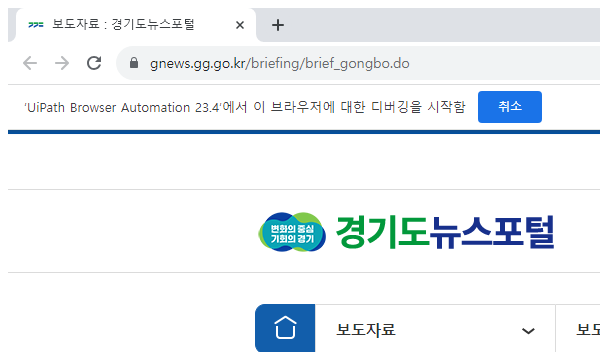 보도자료 : 경기도뉴스포털
gnews.gg.go.kr/briefing/brief_gongbo.do
'UiPath Browser Automation 23.4'에서 이 브라우저에 대한 디버깅을 시작함 취소
변화의 중심
기회의 경기
경기도뉴스포털
보도자료